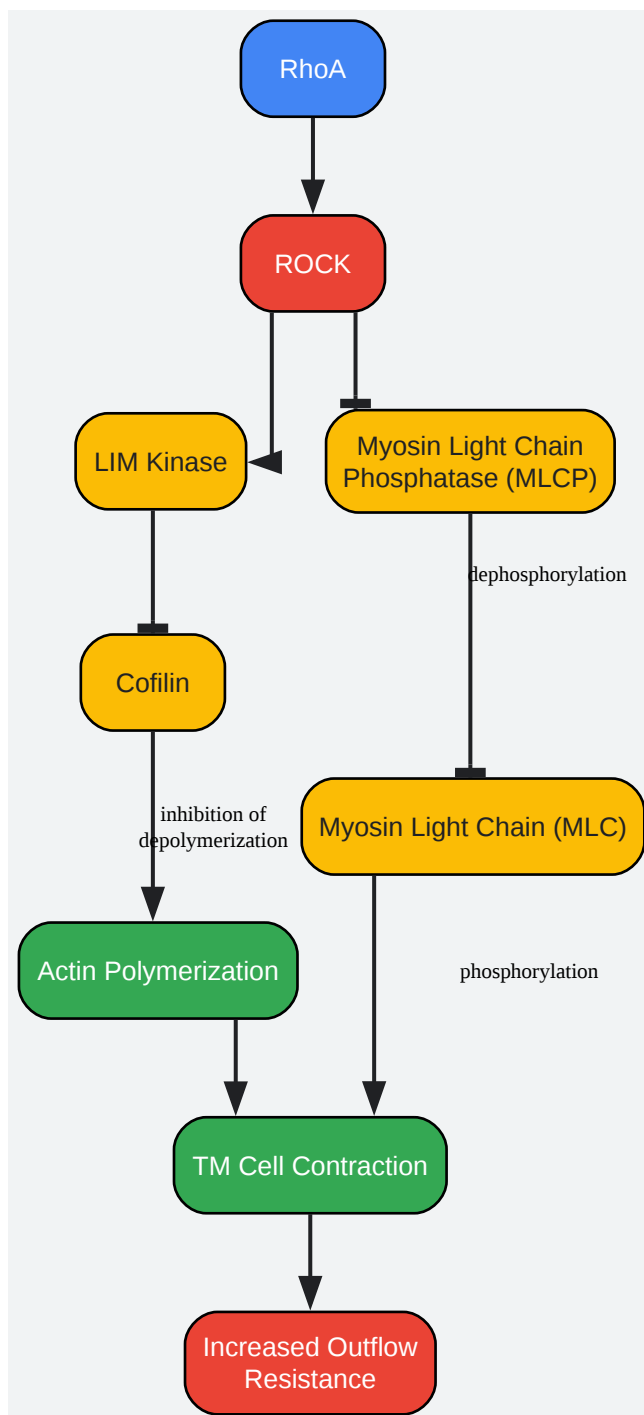 RhoA
ROCK
LIM Kinase
Myosin Light Chain
Phosphatase (MLCP)
dephosphorylation
Cofilin
inhibition of
depolymerization
Myosin Light Chain (MLC)
Actin Polymerization
phosphorylation
TM Cell Contraction
Increased Outflow
Resistance